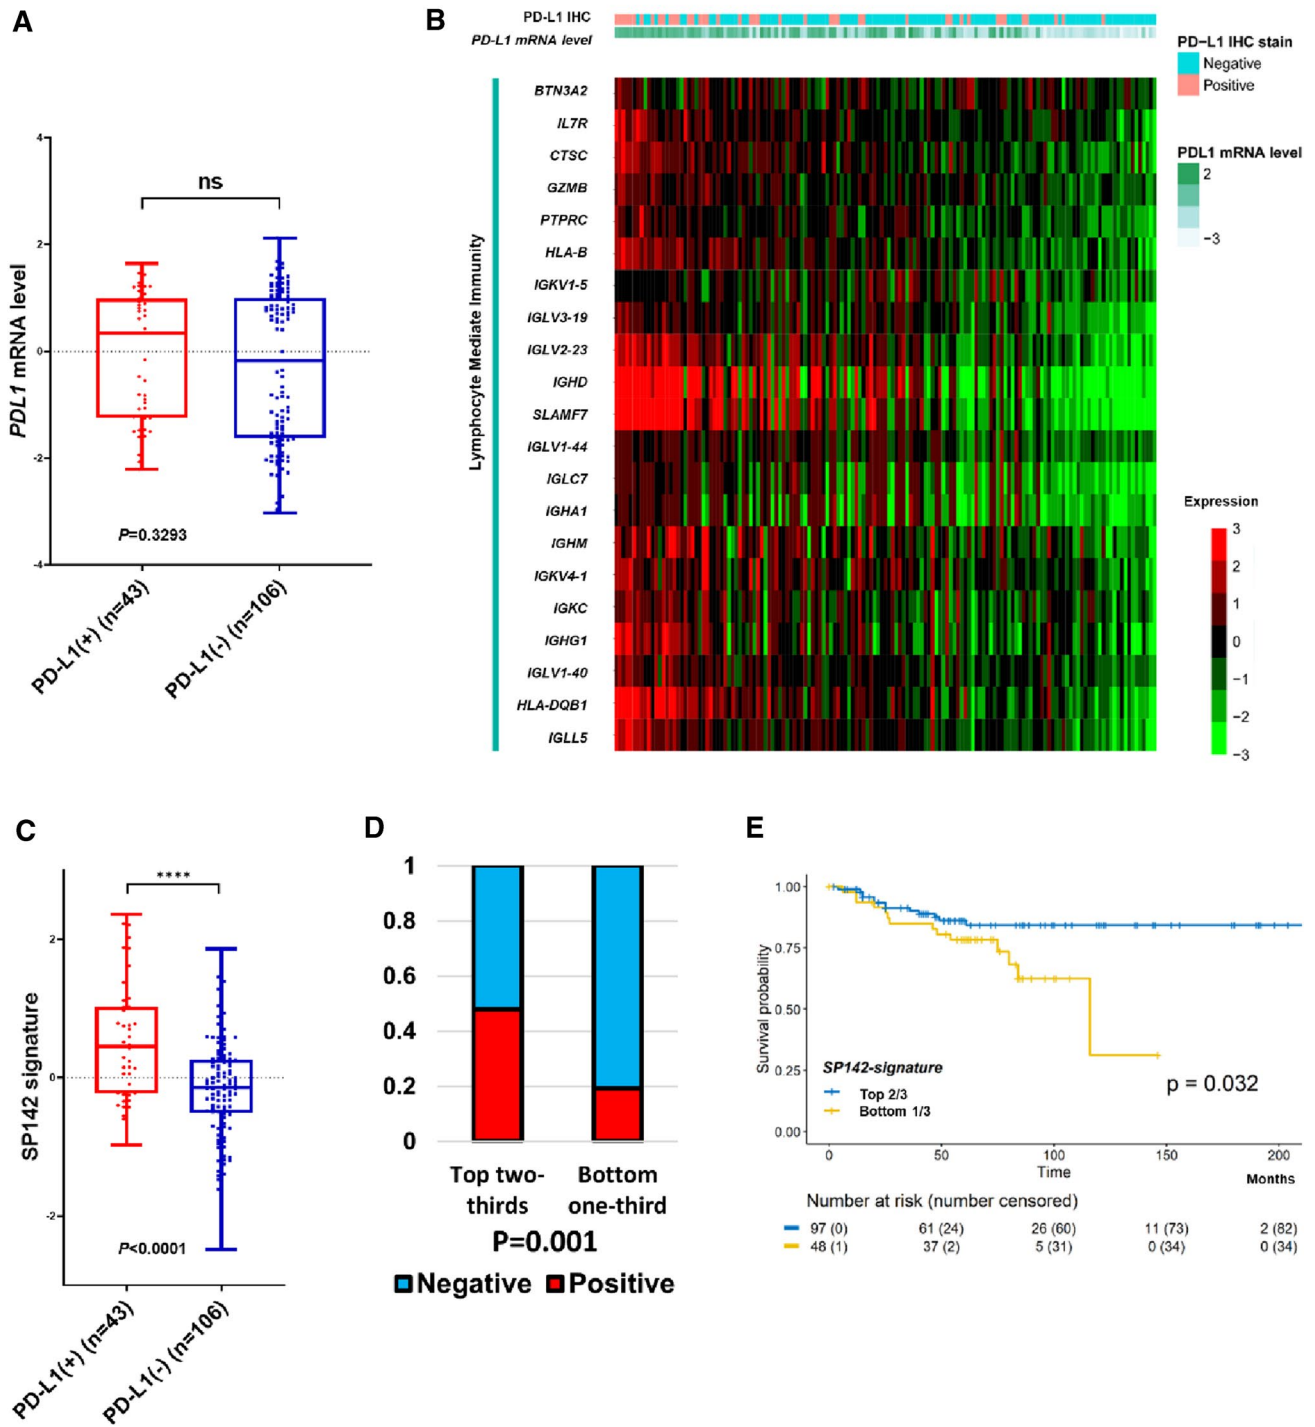 A
4
2
0
-2
-4
PDL1 mRNA level
ns
P=0.3293
PD-L1(+) (n=43)
PD-L1(-) (n=106)
B
PD-L1 IHC
PD-L1 mRNA level
Lymphocyte Mediate Immunity
BTN3A2
IL7R
CTSC
GZMB
PTPRC
HLA-B
IGKV1-5
IGLV3-19
IGLV2-23
IGHD
SLAMF7
IGLV1-44
IGLC7
IGHA1
IGHM
IGKV4-1
IGKC
IGHG1
IGLV1-40
HLA-DQB1
IGLL5
PD-L1 IHC stain
Negative
Positive
PDL1 mRNA level
2
-3
Expression
3
2
1
0
-1
-2
-3
C
2
0
-2
SP142 signature
****
P<0.0001
PD-L1(+) (n=43)
PD-L1(-) (n=106)
D
1
0.8
0.6
0.4
0.2
0
Top two-
thirds
Bottom
one-third
P=0.001
Negative Positive
E
1.00
0.75
0.50
0.25
0.00
Survival probability
SP142-signature
Top 2/3
Bottom 1/3
p = 0.032
0 50 100 150 200
Time
Months
Number at risk (number censored)
97 (0) 61 (24) 26 (60) 11 (73) 2 (82)
48 (1) 37 (2) 5 (31) 0 (34) 0 (34)